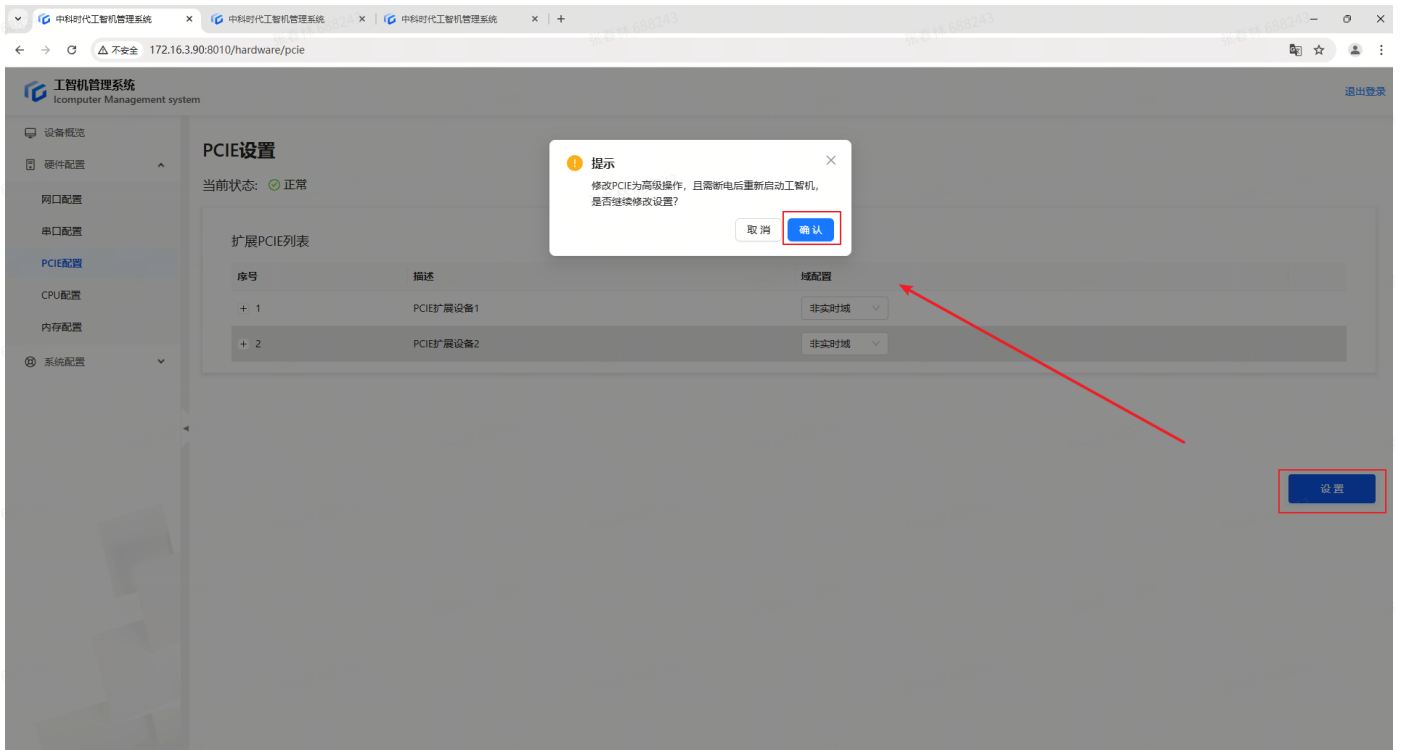 中科时代工智机管理系统
中科时代工智机管理系统
中科时代工智机管理系统
不安全 172.16.3.90:8010/hardware/pcie
工智机管理系统
Icomputer Management system
退出登录
设备概览
硬件配置
网口配置
串口配置
PCIE配置
CPU配置
内存配置
系统配置
PCIE设置
当前状态: 正常
扩展PCIE列表
序号 描述 域配置
1 PCIE扩展设备1 非实时域
2 PCIE扩展设备2 非实时域
提示
修改PCIE为高级操作，且需断电后重新启动工智机，
是否继续修改设置？
取 消 确 认
设 置